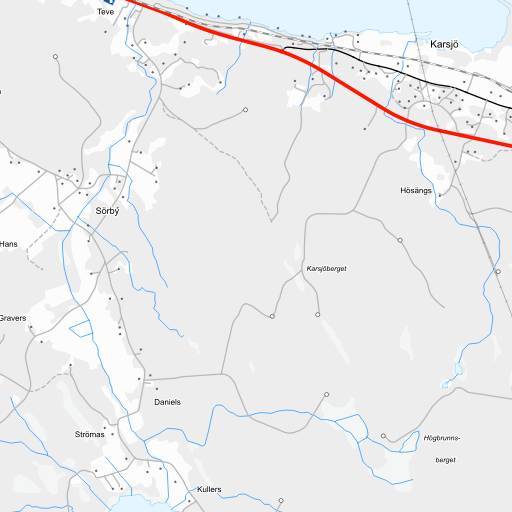 Teve
Karsjö
Hösängs
Sörbý
Hans
Karsjöberget
Gravers
Daniels
Strömas
Högbrunns-
berget
Kullers